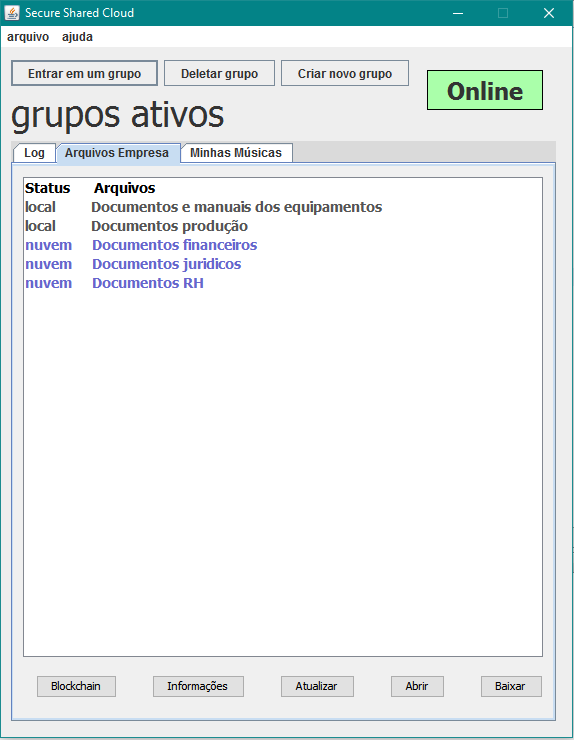 Secure Shared Cloud
arquivo ajuda
Entrar em um grupo Deletar grupo Criar novo grupo
Online
grupos ativos
Log Arquivos Empresa Minhas Músicas
Status Arquivos
local Documentos e manuais dos equipamentos
local Documentos produção
nuvem Documentos financeiros
nuvem Documentos juridicos
nuvem Documentos RH
Blockchain Informações Atualizar Abrir Baixar